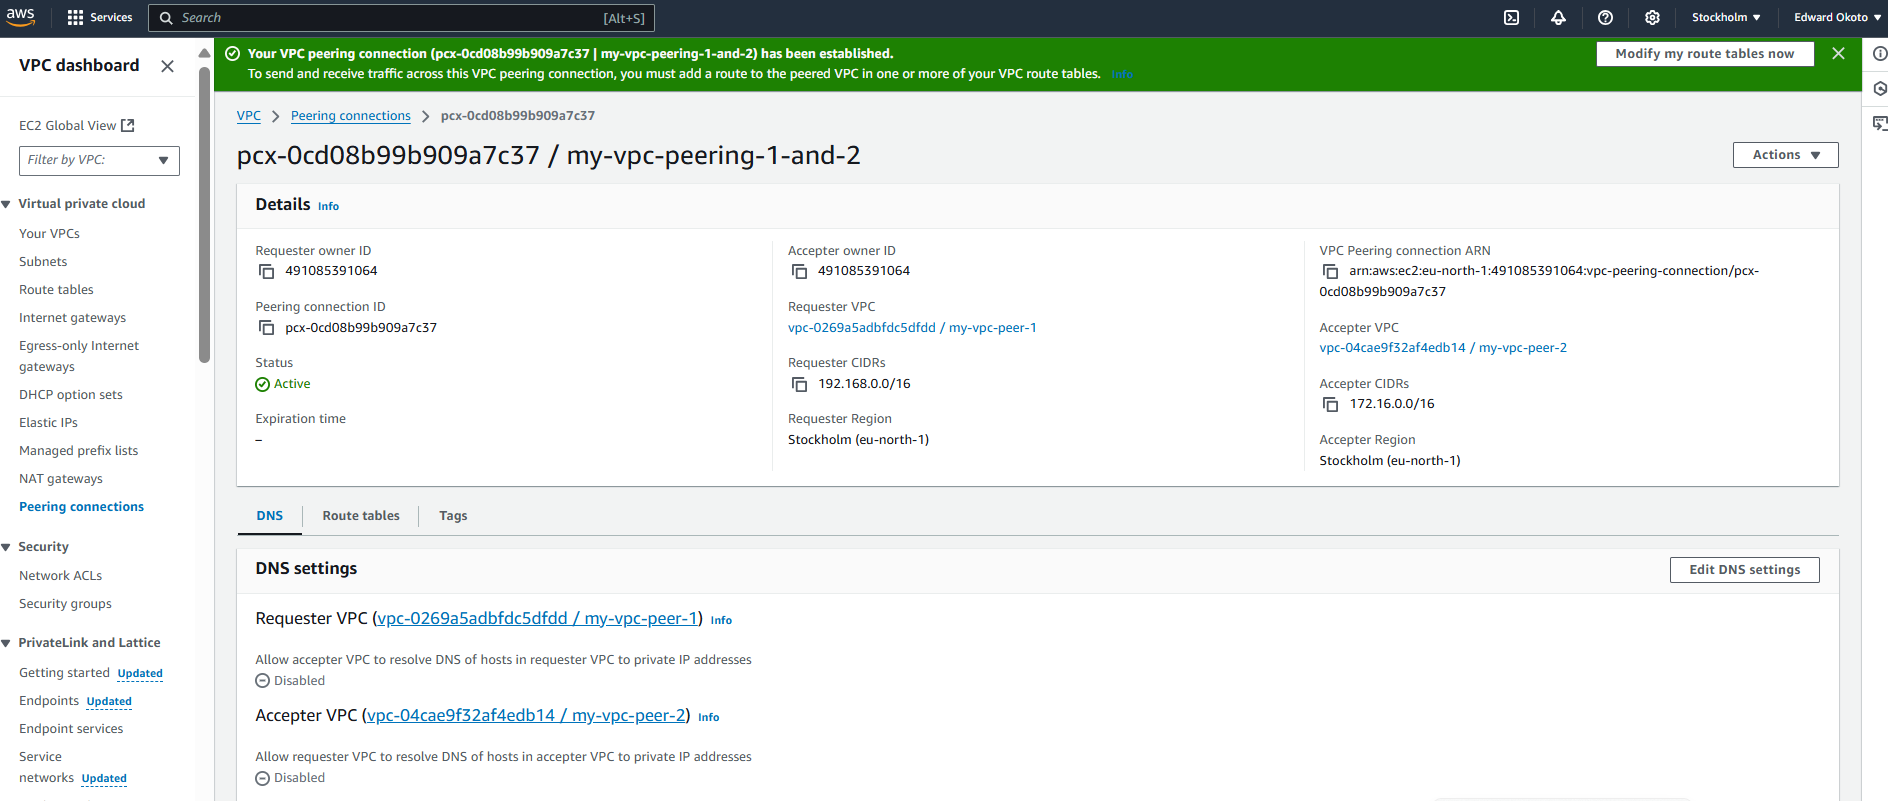 aws
Services
Search
[Alt+S]
Stockholm
Edward Okoto
VPC dashboard
EC2 Global View
Filter by VPC:
Virtual private cloud
Your VPCs
Subnets
Route tables
Internet gateways
Egress-only Internet
gateways
DHCP option sets
Elastic IPs
Managed prefix lists
NAT gateways
Peering connections
Security
Network ACLs
Security groups
PrivateLink and Lattice
Getting started Updated
Endpoints Updated
Endpoint services
Service
networks Updated
Your VPC peering connection (pcx-0cd08b99b909a7c37 | my-vpc-peering-1-and-2) has been established.
To send and receive traffic across this VPC peering connection, you must add a route to the peered VPC in one or more of your VPC route tables. Info
Modify my route tables now
VPC
Peering connections
pcx-0cd08b99b909a7c37
pcx-0cd08b99b909a7c37 / my-vpc-peering-1-and-2
Actions
Details Info
Requester owner ID
491085391064
Peering connection ID
pcx-0cd08b99b909a7c37
Status
Active
Expiration time
–
Accepter owner ID
491085391064
Requester VPC
vpc-0269a5adbfdc5dfdd / my-vpc-peer-1
Requester CIDRs
192.168.0.0/16
Requester Region
Stockholm (eu-north-1)
VPC Peering connection ARN
arn:aws:ec2:eu-north-1:491085391064:vpc-peering-connection/pcx-
0cd08b99b909a7c37
Accepter VPC
vpc-04cae9f32af4edb14 / my-vpc-peer-2
Accepter CIDRs
172.16.0.0/16
Accepter Region
Stockholm (eu-north-1)
DNS
Route tables
Tags
DNS settings
Edit DNS settings
Requester VPC (vpc-0269a5adbfdc5dfdd / my-vpc-peer-1) Info
Allow accepter VPC to resolve DNS of hosts in requester VPC to private IP addresses
Disabled
Accepter VPC (vpc-04cae9f32af4edb14 / my-vpc-peer-2) Info
Allow requester VPC to resolve DNS of hosts in accepter VPC to private IP addresses
Disabled